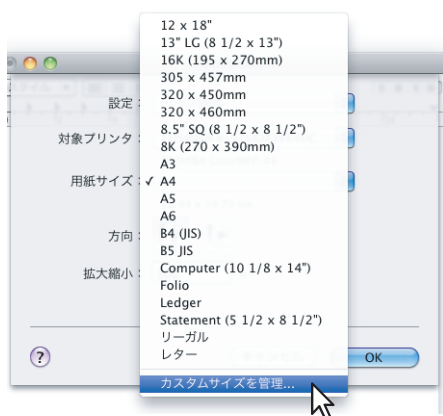 12 x 18"
13" LG (8 1/2 x 13")
16K (195 x 270mm)
305 x 457mm
設定：
320 x 450mm
320 x 460mm
8.5" SQ (8 1/2 x 8 1/2")
対象プリンタ：
8K (270 x 390mm)
A3
用紙サイズ： ✓ A4
A5
A6
方向：
B4 (JIS)
B5 JIS
拡大縮小：
Computer (10 1/8 x 14")
Folio
Ledger
Statement (5 1/2 x 8 1/2")
リーガル
レター
? OK
カスタムサイズを管理...